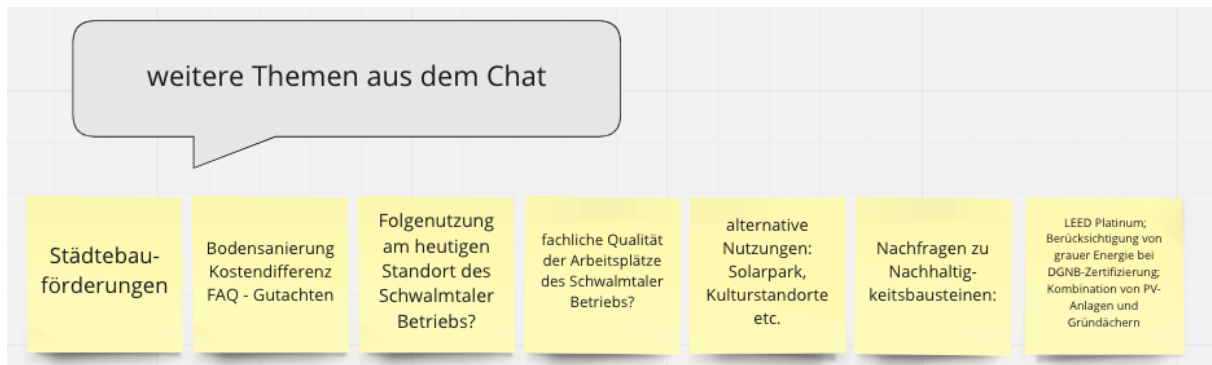 weitere Themen aus dem Chat
Städtebau-
förderungen
Bodensanierung
Kostendifferenz
FAQ - Gutachten
Folgenutzung
am heutigen
Standort des
Schwalmtaler
Betriebs?
fachliche Qualität
der Arbeitsplätze
des Schwalmtaler
Betriebs?
alternative
Nutzungen:
Solarpark,
Kulturstandorte
etc.
Nachfragen zu
Nachhaltig-
keitsbausteinen:
LEED Platinum;
Berücksichtigung von
grauer Energie bei
DGNB-Zertifizierung;
Kombination von PV-
Anlagen und
Gründächern